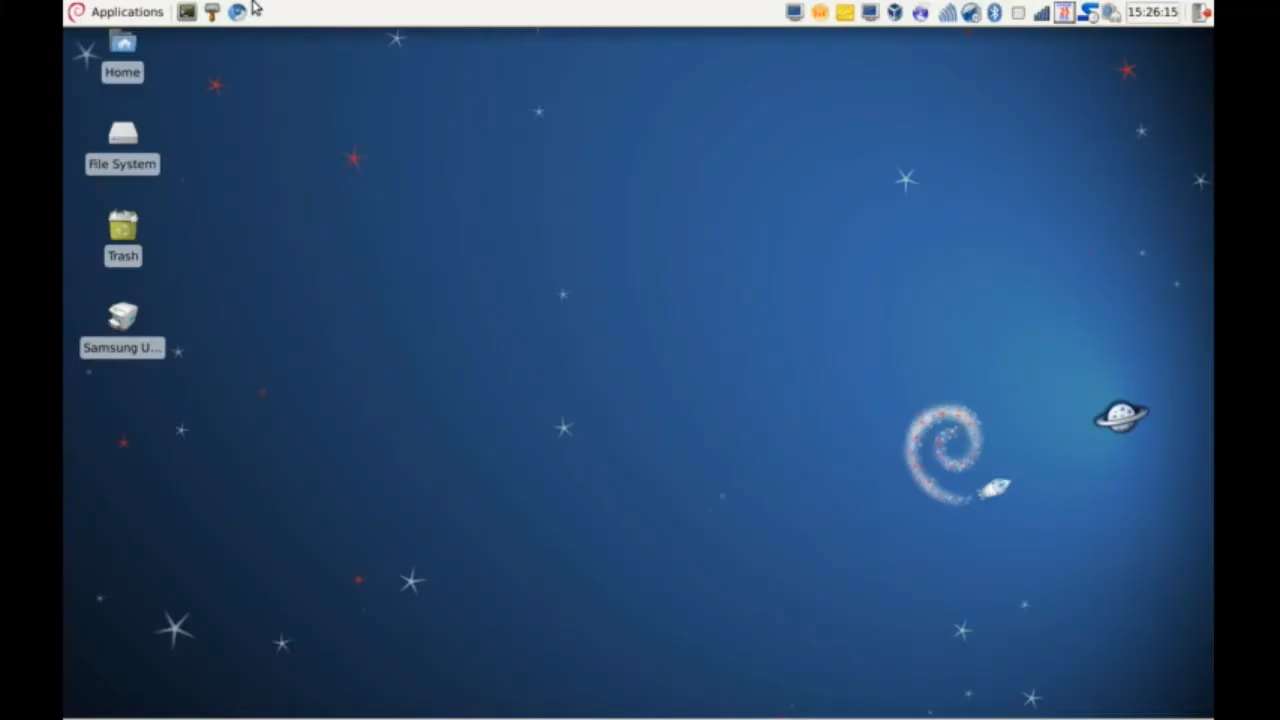 Applications
15:26:15
Home
File System
Trash
Samsung U...